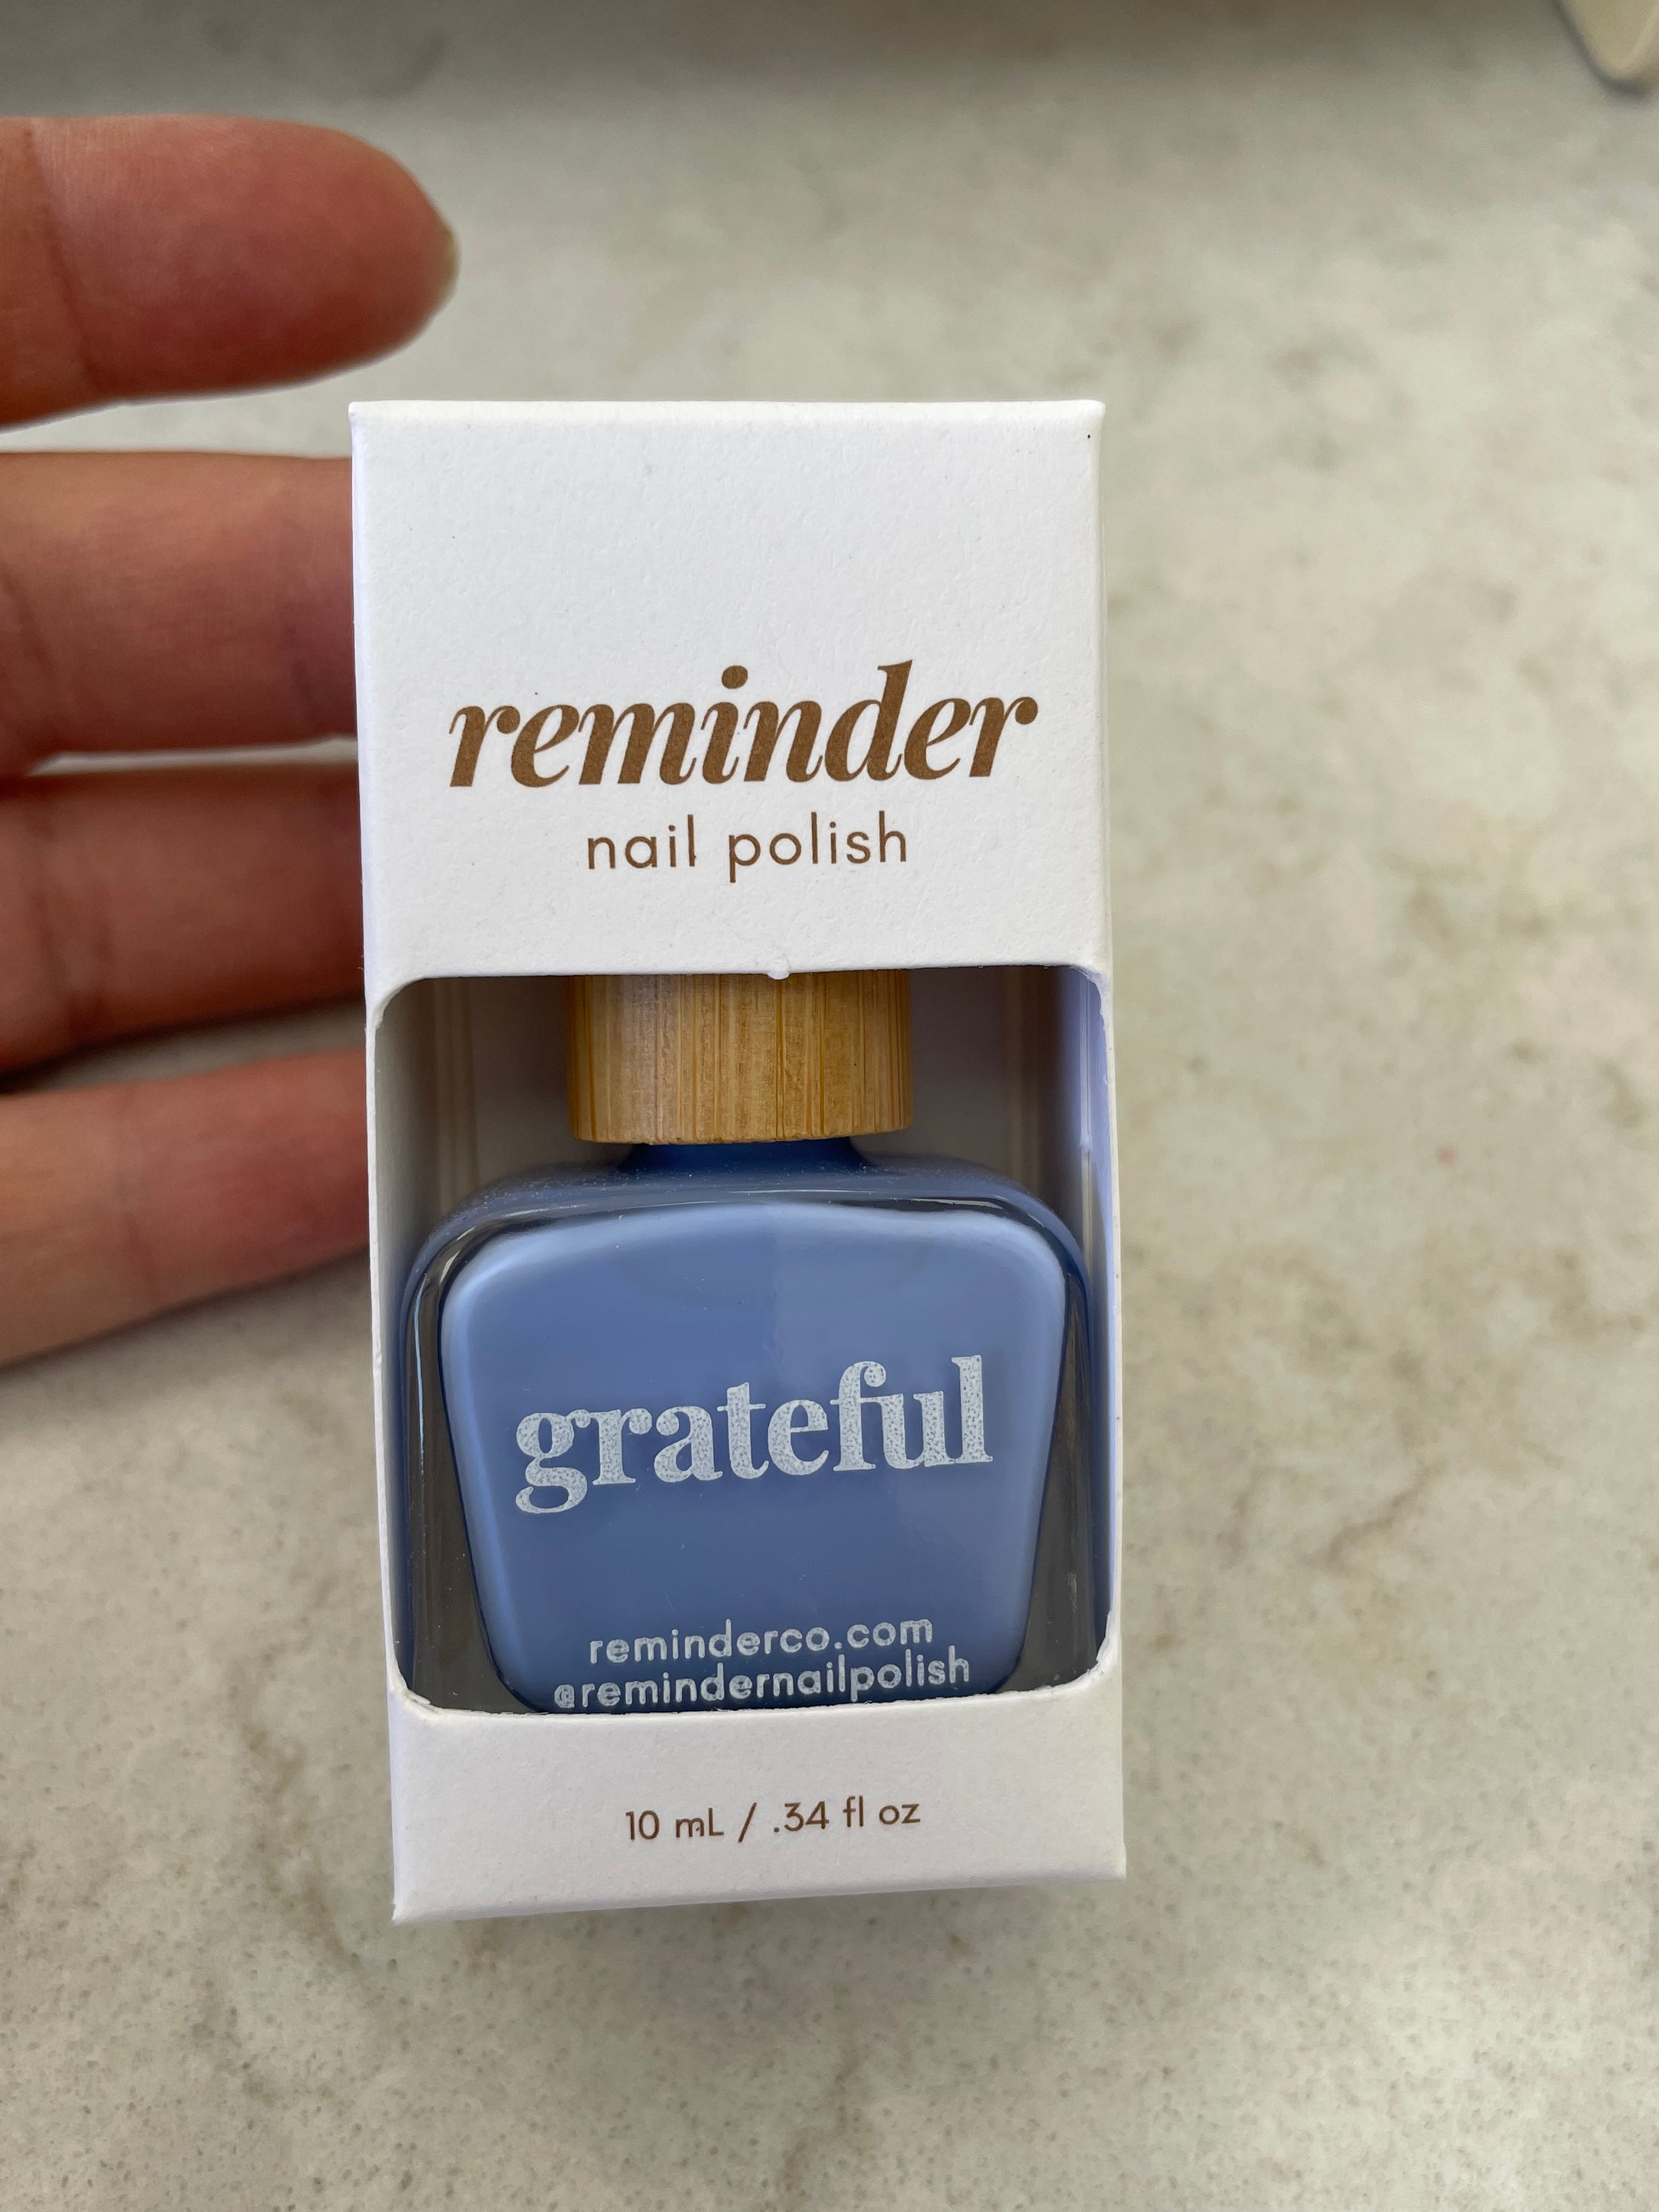 reminder
nail polish
grateful
reminderco.com
@remindernailpolish
10 mL / .34 fl oz